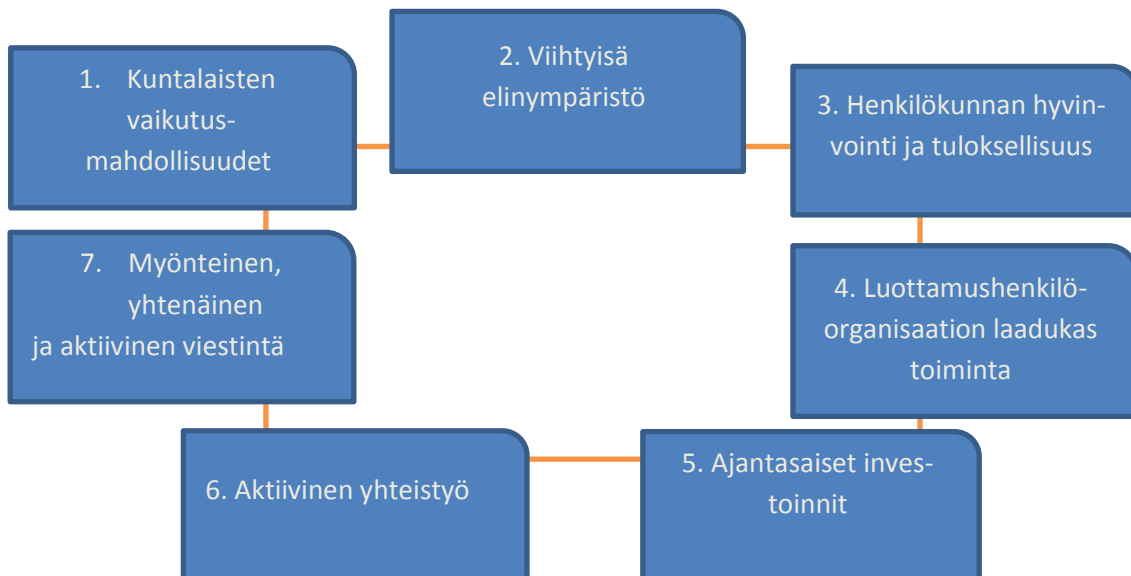 1. Kuntalaisten
vaikutus-
mahdollisuudet
2. Viihtyisä
elinympäristö
3. Henkilökunnan hyvin-
vointi ja tuloksellisuus
4. Luottamushenkilö-
organisaation laadukas
toiminta
5. Ajantasaiset inves-
toinnit
6. Aktiivinen yhteistyö
7. Myönteinen,
yhtenäinen
ja aktiivinen viestintä